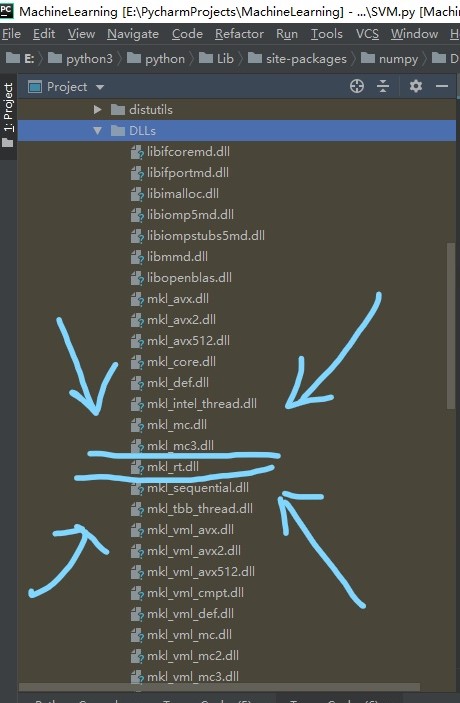 PC MachineLearning [E:\PycharmProjects\MachineLearning] - ...\SVM.py [Machin
File Edit View Navigate Code Refactor Run Tools VCS Window H
E: python3 python Lib site-packages numpy D
1: Project
Project
distutils
DLLs
libifcoremd.dll
libifportmd.dll
libimalloc.dll
libiomp5md.dll
libiompstubs5md.dll
libmmd.dll
libopenblas.dll
mkl_avx.dll
mkl_avx2.dll
mkl_avx512.dll
mkl_core.dll
mkl_def.dll
mkl_intel_thread.dll
mkl_mc.dll
mkl_mc3.dll
mkl_rt.dll
mkl_sequential.dll
mkl_tbb_thread.dll
mkl_vml_avx.dll
mkl_vml_avx2.dll
mkl_vml_avx512.dll
mkl_vml_cmpt.dll
mkl_vml_def.dll
mkl_vml_mc.dll
mkl_vml_mc2.dll
mkl_vml_mc3.dll